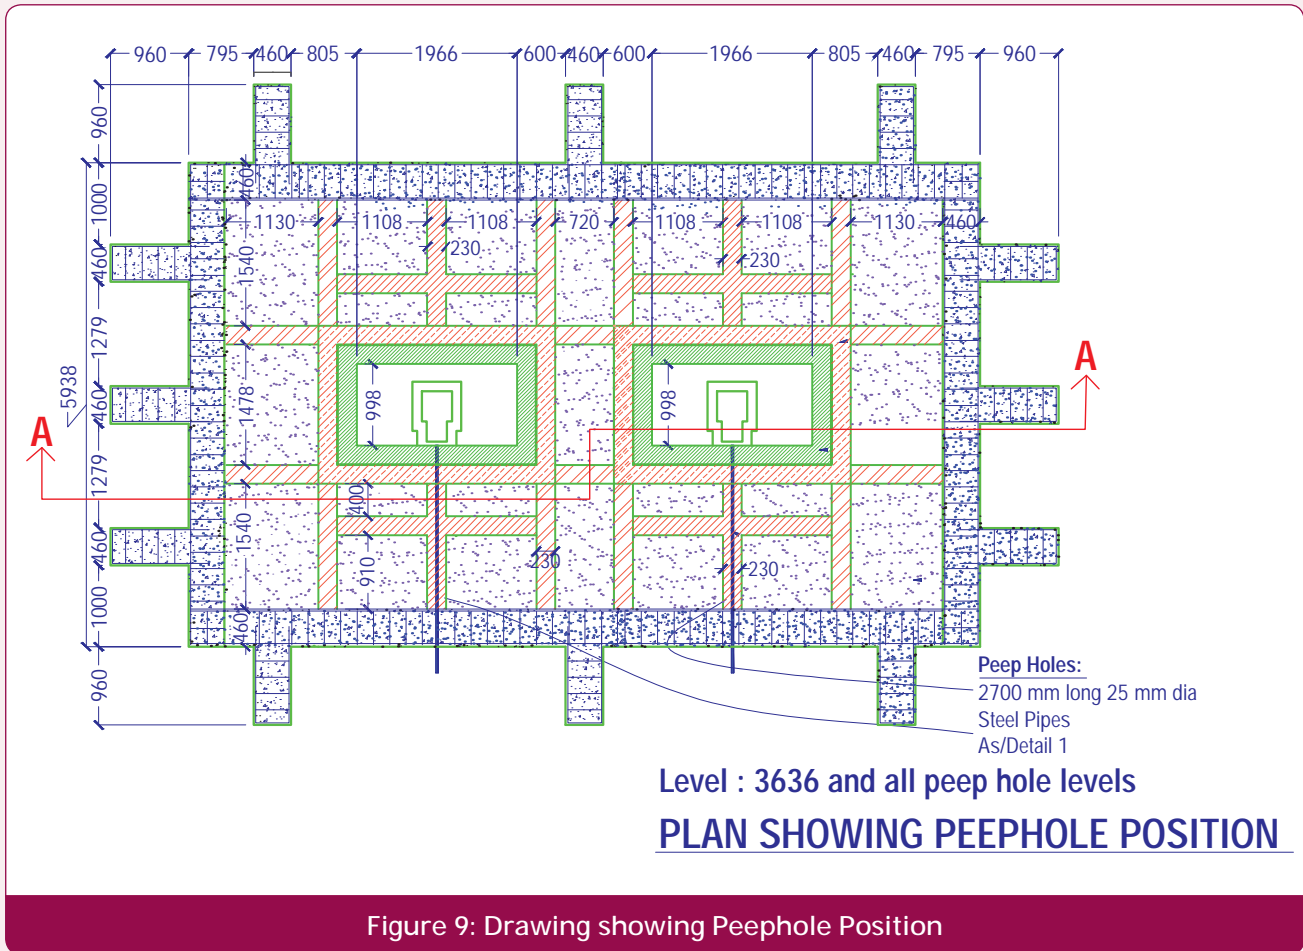 960 795 460 805 1966 600 460 600 1966 805 460 795 960
960
460
1000
1130 1108 1108 720 1108 1108 1130 460
460
230
230
1540
1279
5938
460
1478
998
998
A
A
1279
400
1540
460
910
230
230
1000
460
960
Peep Holes:
2700 mm long 25 mm dia
Steel Pipes
As/Detail 1
Level : 3636 and all peep hole levels
PLAN SHOWING PEEPHOLE POSITION
Figure 9: Drawing showing Peephole Position